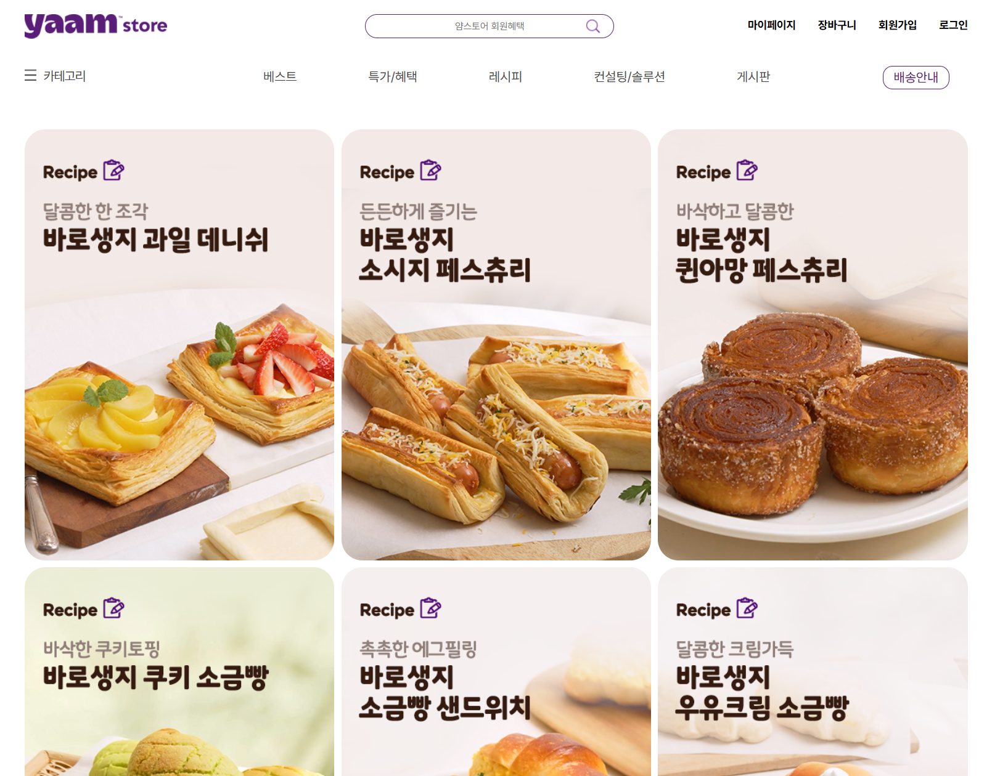 yaam™ store
얌스토어 회원혜택
마이페이지 장바구니 회원가입 로그인
카테고리 베스트 특가/혜택 레시피 컨설팅/솔루션 게시판 배송안내
Recipe
달콤한 한 조각
바로생지 과일 데니쉬
Recipe
든든하게 즐기는
바로생지
소시지 페스츄리
Recipe
바삭하고 달콤한
바로생지
퀸아망 페스츄리
Recipe
바삭한 쿠키토핑
바로생지 쿠키 소금빵
Recipe
촉촉한 에그필링
바로생지
소금빵 샌드위치
Recipe
달콤한 크림가득
바로생지
우유크림 소금빵